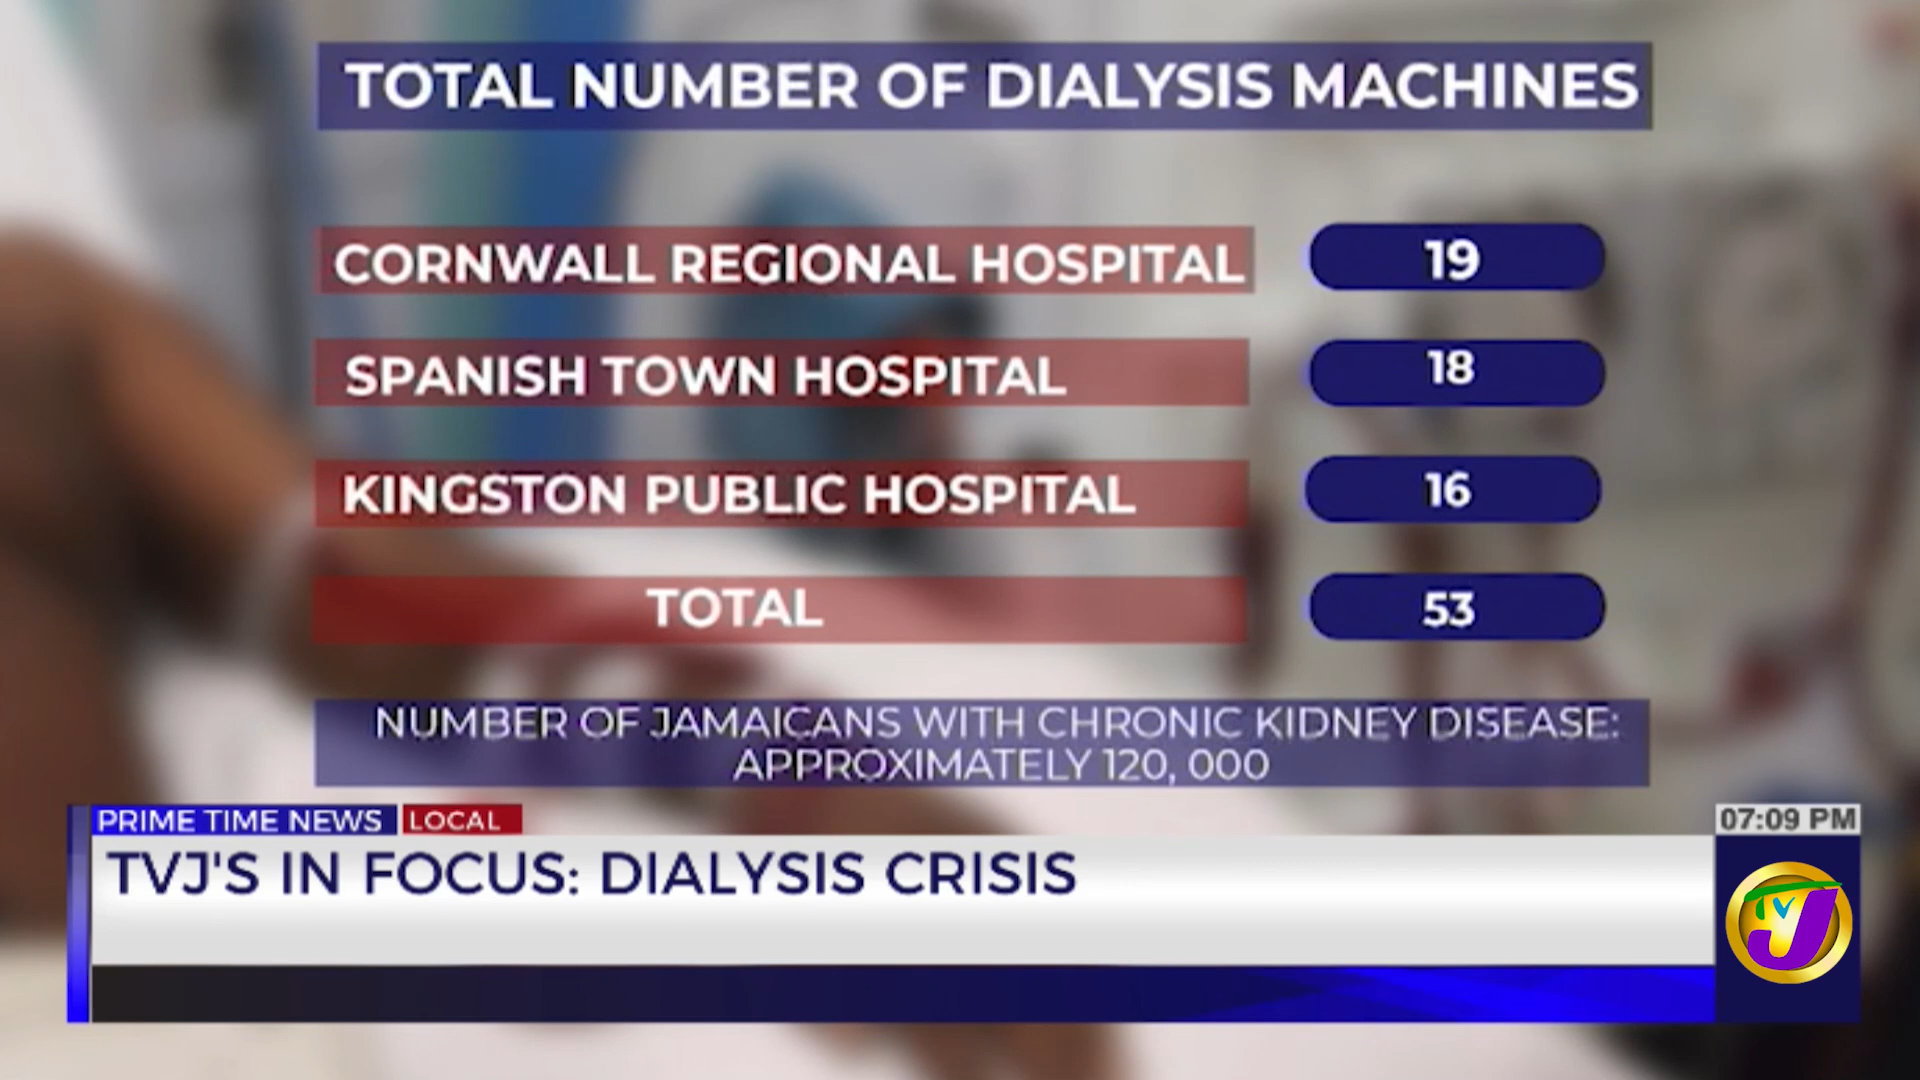 TOTAL NUMBER OF DIALYSIS MACHINES
CORNWALL REGIONAL HOSPITAL 19
SPANISH TOWN HOSPITAL 18
KINGSTON PUBLIC HOSPITAL 16
TOTAL 53
NUMBER OF JAMAICANS WITH CHRONIC KIDNEY DISEASE:
APPROXIMATELY 120, 000
PRIME TIME NEWS LOCAL
07:09 PM
TVJ'S IN FOCUS: DIALYSIS CRISIS
TVJ